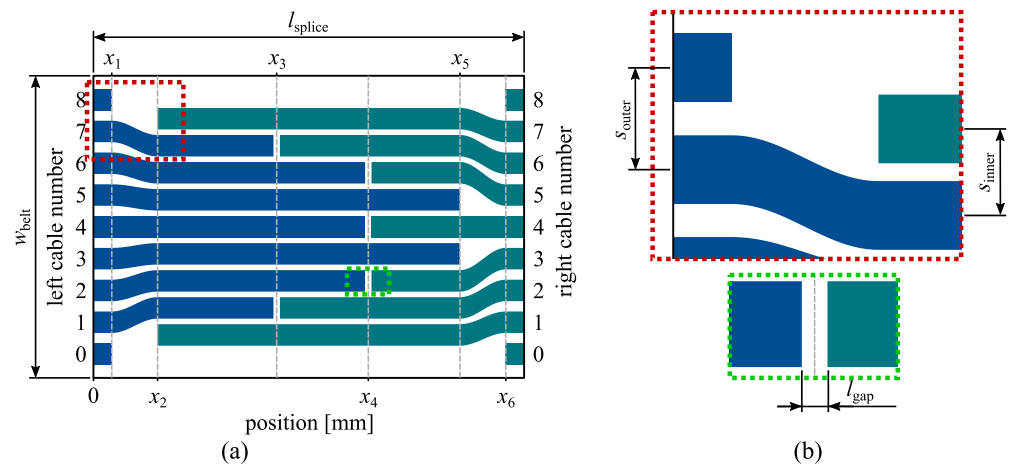 l_splice
x_1 x_3 x_5
w_belt
left cable number
8
7
6
5
4
3
2
1
0
8
7
6
5
4
3
2
1
0
right cable number
0 x_2 x_4 x_6
position [mm]
(a)
s_outer
s_inner
l_gap
(b)